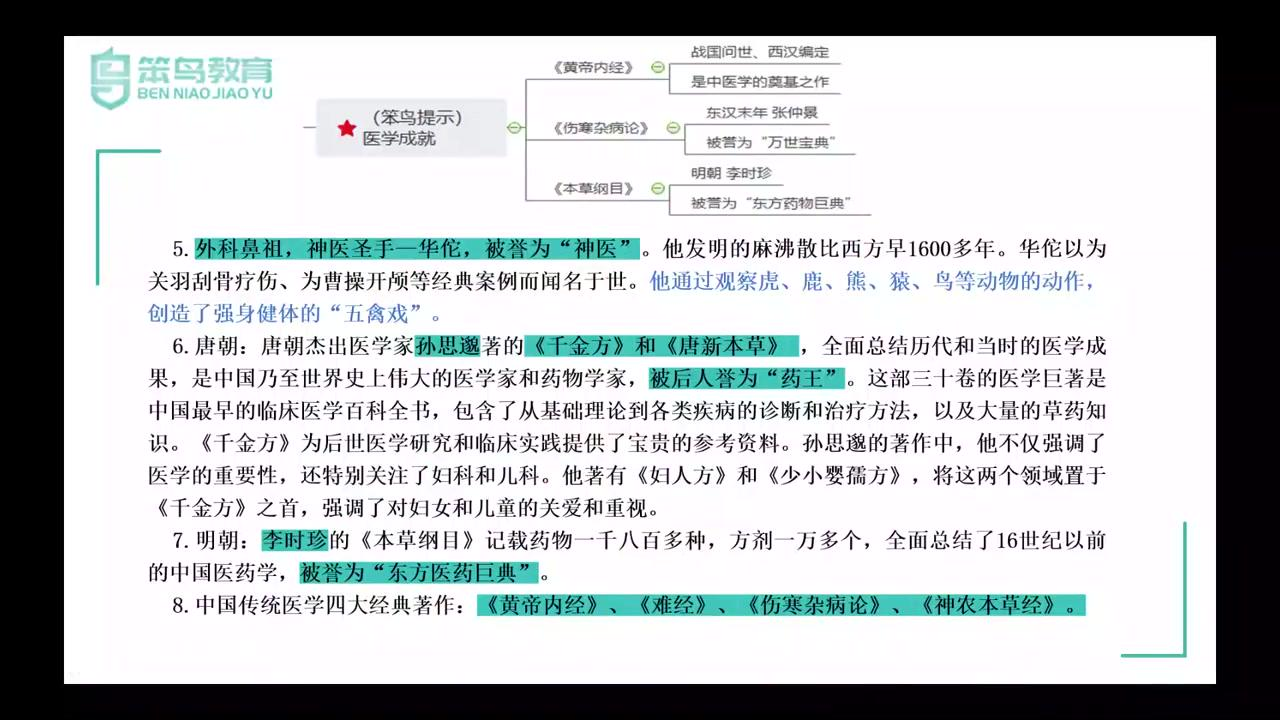 笨鸟教育
BEN NIAO JIAO YU
（笨鸟提示）
医学成就
《黄帝内经》
战国问世、西汉编定
是中医学的奠基之作
《伤寒杂病论》
东汉末年 张仲景
被誉为“万世宝典”
《本草纲目》
明朝 李时珍
被誉为“东方药物巨典”
5.外科鼻祖，神医圣手—华佗，被誉为“神医”。他发明的麻沸散比西方早1600多年。华佗以为
关羽刮骨疗伤、为曹操开颅等经典案例而闻名于世。他通过观察虎、鹿、熊、猿、鸟等动物的动作，
创造了强身健体的“五禽戏”。
6.唐朝：唐朝杰出医学家孙思邈著的《千金方》和《唐新本草》，全面总结历代和当时的医学成
果，是中国乃至世界史上伟大的医学家和药物学家，被后人誉为“药王”。这部三十卷的医学巨著是
中国最早的临床医学百科全书，包含了从基础理论到各类疾病的诊断和治疗方法，以及大量的草药知
识。《千金方》为后世医学研究和临床实践提供了宝贵的参考资料。孙思邈的著作中，他不仅强调了
医学的重要性，还特别关注了妇科和儿科。他著有《妇人方》和《少小婴孺方》，将这两个领域置于
《千金方》之首，强调了对妇女和儿童的关爱和重视。
7.明朝：李时珍的《本草纲目》记载药物一千八百多种，方剂一万多个，全面总结了16世纪以前
的中国医药学，被誉为“东方医药巨典”。
8.中国传统医学四大经典著作：《黄帝内经》、《难经》、《伤寒杂病论》、《神农本草经》。